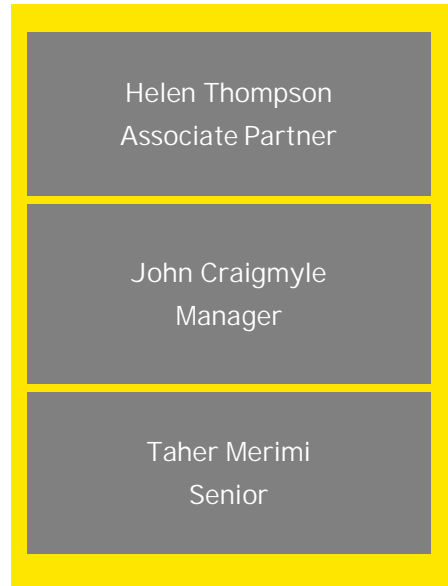 Helen Thompson
Associate Partner
John Craigmyle
Manager
Taher Merimi
Senior